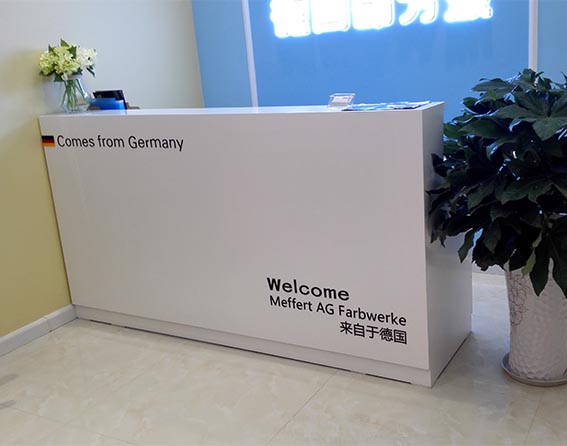 Comes from Germany
Welcome
Meffert AG Farbwerke
来自于德国